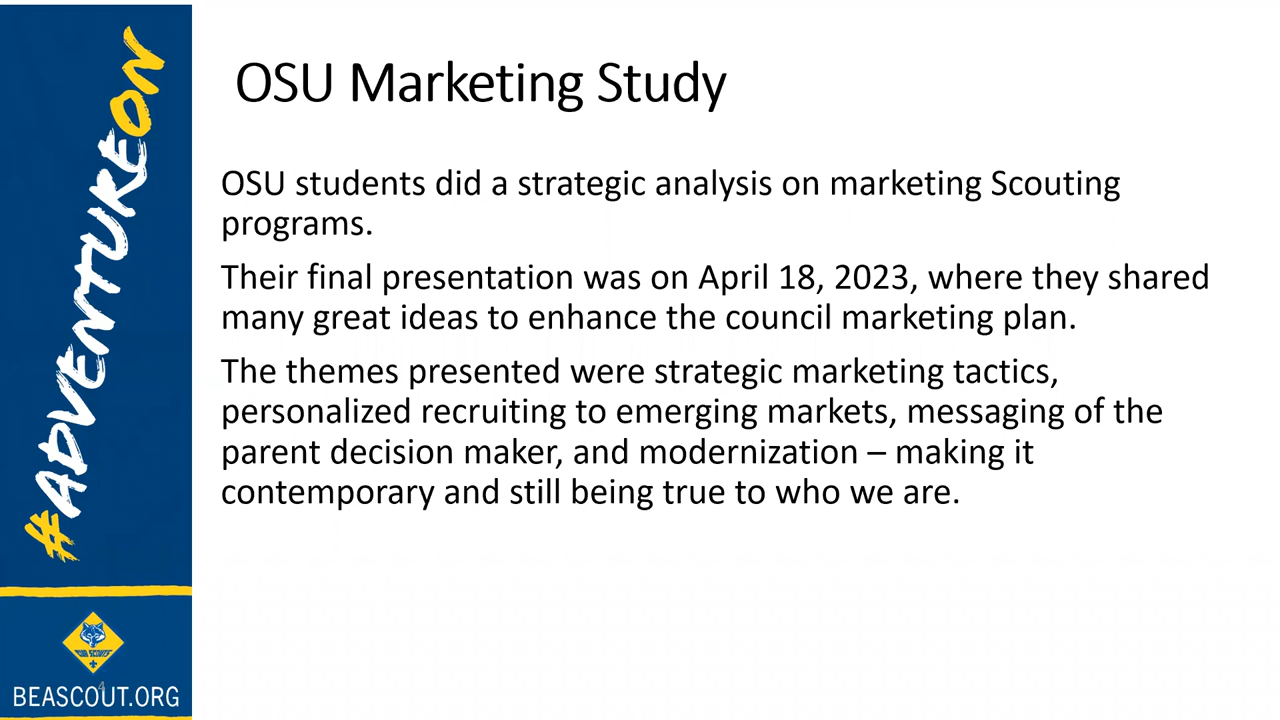 #ADVENTUREON
OSU Marketing Study
OSU students did a strategic analysis on marketing Scouting
programs.
Their final presentation was on April 18, 2023, where they shared
many great ideas to enhance the council marketing plan.
The themes presented were strategic marketing tactics,
personalized recruiting to emerging markets, messaging of the
parent decision maker, and modernization – making it
contemporary and still being true to who we are.
CUB SCOUTS
4
BEASCOUT.ORG